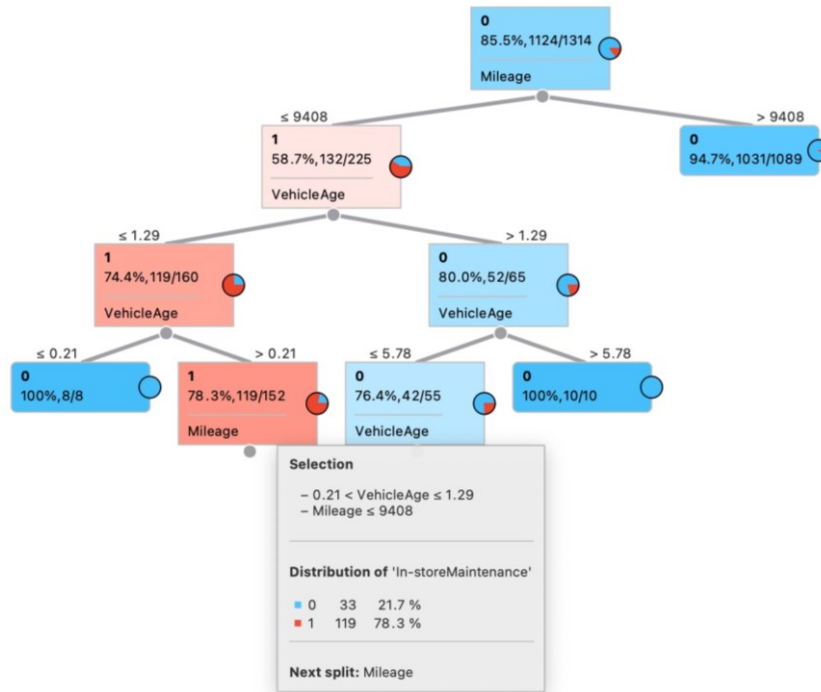 0
85.5%, 1124/1314
Mileage
≤ 9408
> 9408
1
58.7%, 132/225
VehicleAge
0
94.7%, 1031/1089
≤ 1.29
> 1.29
1
74.4%, 119/160
VehicleAge
0
80.0%, 52/65
VehicleAge
≤ 0.21
> 0.21
≤ 5.78
> 5.78
0
100%, 8/8
1
78.3%, 119/152
Mileage
0
76.4%, 42/55
VehicleAge
0
100%, 10/10
Selection
– 0.21 < VehicleAge ≤ 1.29
– Mileage ≤ 9408
Distribution of 'In-storeMaintenance'
0 33 21.7 %
1 119 78.3 %
Next split: Mileage